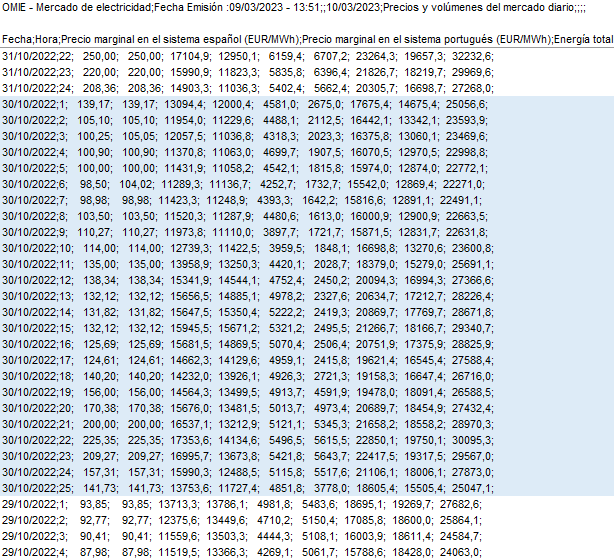 OMIE - Mercado de electricidad;Fecha Emisión :09/03/2023 - 13:51;;10/03/2023;Precios y volúmenes del mercado diario;;;;
Fecha;Hora;Precio marginal en el sistema español (EUR/MWh);Precio marginal en el sistema portugués (EUR/MWh);Energía total
31/10/2022;22; 250,00; 250,00; 17104,9; 12950,1; 6159,4; 6707,2; 23264,3; 19657,3; 32232,6;
31/10/2022;23; 220,00; 220,00; 15990,9; 11823,3; 5835,8; 6396,4; 21826,7; 18219,7; 29969,6;
31/10/2022;24; 208,36; 208,36; 14903,3; 11036,3; 5402,4; 5662,4; 20305,7; 16698,7; 27268,0;
30/10/2022;1; 139,17; 139,17; 13094,4; 12000,4; 4581,0; 2675,0; 17675,4; 14675,4; 25056,6;
30/10/2022;2; 105,10; 105,10; 11954,0; 11229,6; 4488,1; 2112,5; 16442,1; 13342,1; 23593,9;
30/10/2022;3; 100,25; 105,05; 12057,5; 11036,8; 4318,3; 2023,3; 16375,8; 13060,1; 23469,6;
30/10/2022;4; 100,90; 100,90; 11370,8; 11063,0; 4699,7; 1907,5; 16070,5; 12970,5; 22998,8;
30/10/2022;5; 100,00; 100,00; 11431,9; 11058,2; 4542,1; 1815,8; 15974,0; 12874,0; 22772,1;
30/10/2022;6; 98,50; 104,02; 11289,3; 11136,7; 4252,7; 1732,7; 15542,0; 12869,4; 22271,0;
30/10/2022;7; 98,98; 98,98; 11423,3; 11248,9; 4393,3; 1642,2; 15816,6; 12891,1; 22491,1;
30/10/2022;8; 103,50; 103,50; 11520,3; 11287,9; 4480,6; 1613,0; 16000,9; 12900,9; 22663,5;
30/10/2022;9; 110,27; 110,27; 11973,8; 11110,0; 3897,7; 1721,7; 15871,5; 12831,7; 22631,8;
30/10/2022;10; 114,00; 114,00; 12739,3; 11422,5; 3959,5; 1848,1; 16698,8; 13270,6; 23600,8;
30/10/2022;11; 135,00; 135,00; 13958,9; 13250,3; 4420,1; 2028,7; 18379,0; 15279,0; 25691,1;
30/10/2022;12; 138,34; 138,34; 15341,9; 14544,1; 4752,4; 2450,2; 20094,3; 16994,3; 27366,6;
30/10/2022;13; 132,12; 132,12; 15656,5; 14885,1; 4978,2; 2327,6; 20634,7; 17212,7; 28226,4;
30/10/2022;14; 131,82; 131,82; 15647,5; 15350,4; 5222,2; 2419,3; 20869,7; 17769,7; 28671,8;
30/10/2022;15; 132,12; 132,12; 15945,5; 15671,2; 5321,2; 2495,5; 21266,7; 18166,7; 29340,7;
30/10/2022;16; 125,69; 125,69; 15681,5; 14869,5; 5070,4; 2506,4; 20751,9; 17375,9; 28825,9;
30/10/2022;17; 124,61; 124,61; 14662,3; 14129,6; 4959,1; 2415,8; 19621,4; 16545,4; 27588,4;
30/10/2022;18; 140,20; 140,20; 14232,0; 13926,1; 4926,3; 2721,3; 19158,3; 16647,4; 26716,0;
30/10/2022;19; 156,00; 156,00; 14564,3; 13499,5; 4913,7; 4591,9; 19478,0; 18091,4; 26588,5;
30/10/2022;20; 170,38; 170,38; 15676,0; 13481,5; 5013,7; 4973,4; 20689,7; 18454,9; 27432,4;
30/10/2022;21; 200,00; 200,00; 16537,1; 13212,9; 5121,1; 5345,3; 21658,2; 18558,2; 28970,3;
30/10/2022;22; 225,35; 225,35; 17353,6; 14134,6; 5496,5; 5615,5; 22850,1; 19750,1; 30095,3;
30/10/2022;23; 209,27; 209,27; 16995,7; 13673,8; 5421,8; 5643,7; 22417,5; 19317,5; 29567,0;
30/10/2022;24; 157,31; 157,31; 15990,3; 12488,5; 5115,8; 5517,6; 21106,1; 18006,1; 27873,0;
30/10/2022;25; 141,73; 141,73; 13753,6; 11727,4; 4851,8; 3778,0; 18605,4; 15505,4; 25047,1;
29/10/2022;1; 93,85; 93,85; 13713,3; 13786,1; 4981,8; 5483,6; 18695,1; 19269,7; 27682,6;
29/10/2022;2; 92,77; 92,77; 12375,6; 13449,6; 4710,2; 5150,4; 17085,8; 18600,0; 25864,1;
29/10/2022;3; 90,41; 90,41; 11559,6; 13503,3; 4444,3; 5108,1; 16003,9; 18611,4; 24584,7;
29/10/2022;4; 87,98; 87,98; 11519,5; 13366,3; 4269,1; 5061,7; 15788,6; 18428,0; 24063,0;